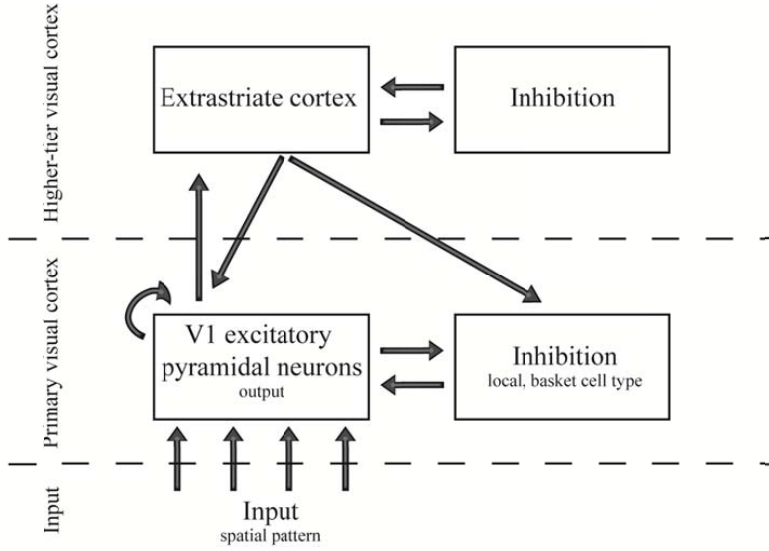 Higher-tier visual cortex
Extrastriate cortex
Inhibition
Primary visual cortex
V1 excitatory
pyramidal neurons
output
Inhibition
local, basket cell type
Input
Input
spatial pattern